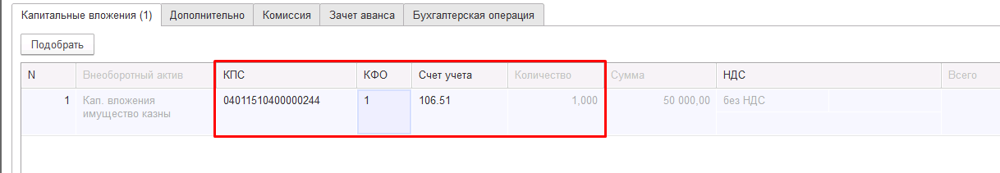 Капитальные вложения (1) Дополнительно Комиссия Зачет аванса Бухгалтерская операция
Подобрать
N Внеоборотный актив КПС КФО Счет учета Количество Сумма НДС Всего
1 Кап. вложения 04011510400000244 1 106.51 1,000 50 000,00 без НДС
имущество казны